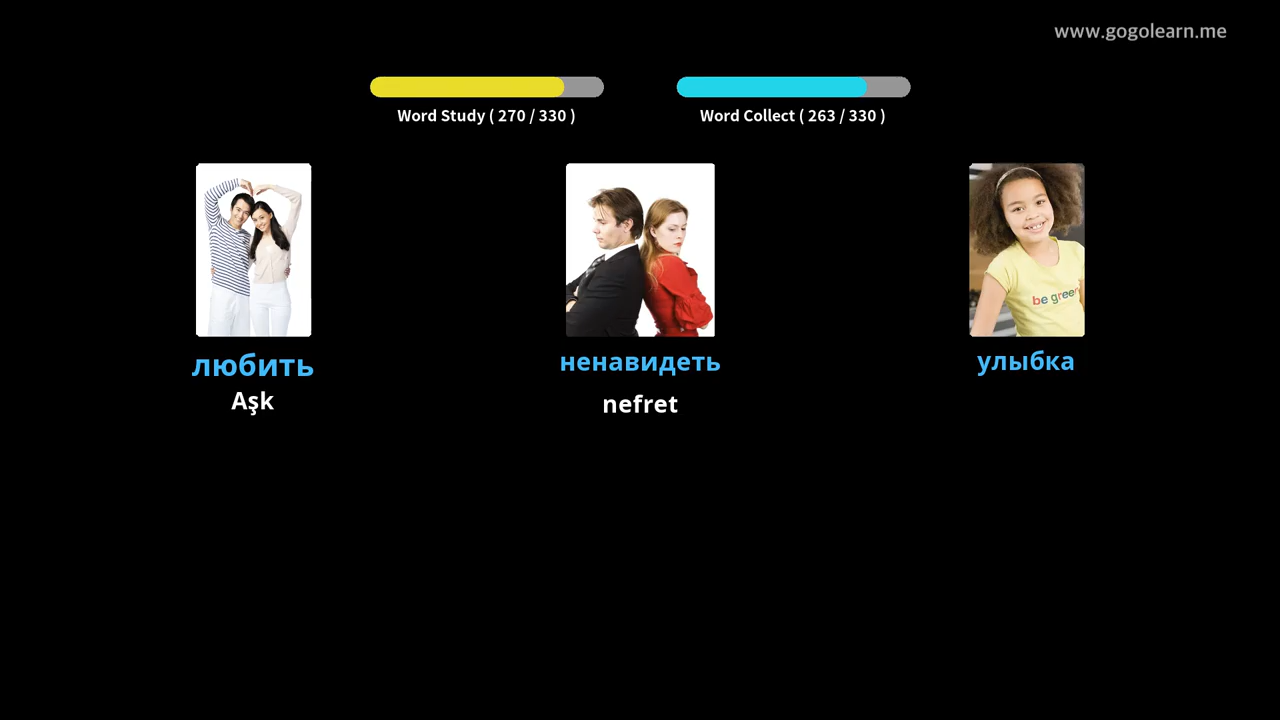 www.gogolearn.me
Word Study ( 270 / 330 )
Word Collect ( 263 / 330 )
be green
любить
ненавидеть
улыбка
Aşk
nefret